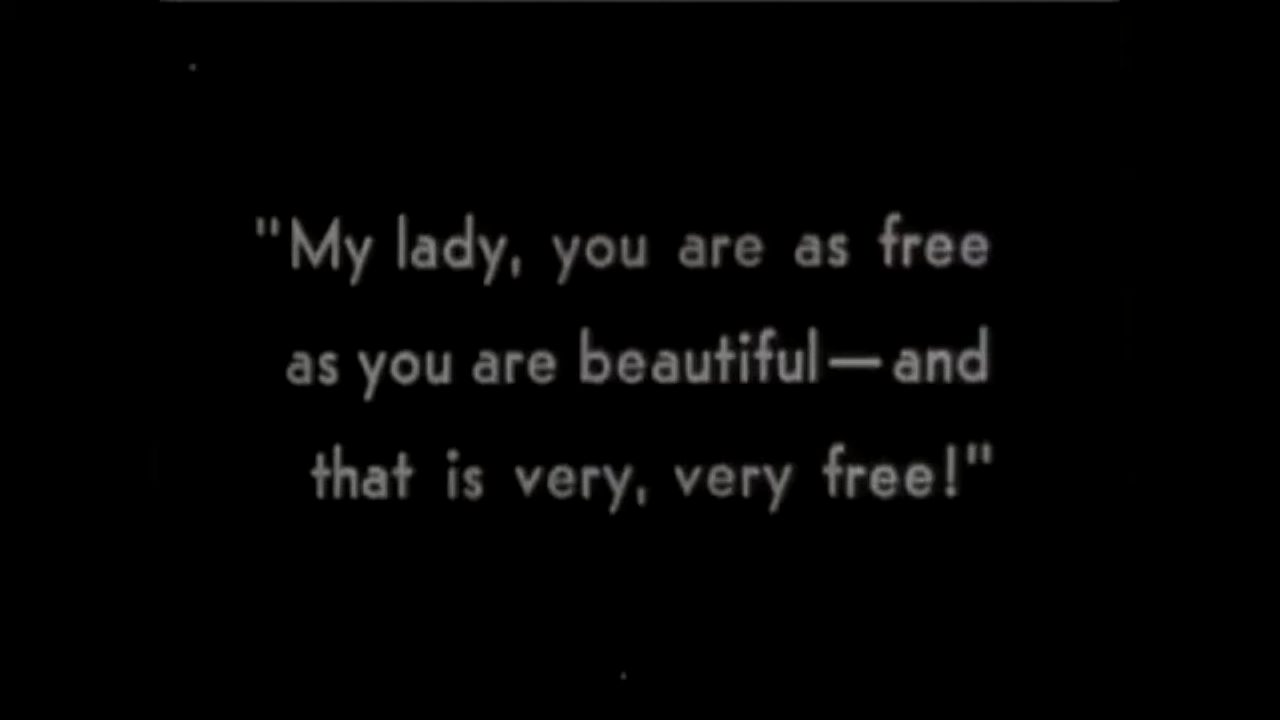 "My lady, you are as free
as you are beautiful—and
that is very, very free!"